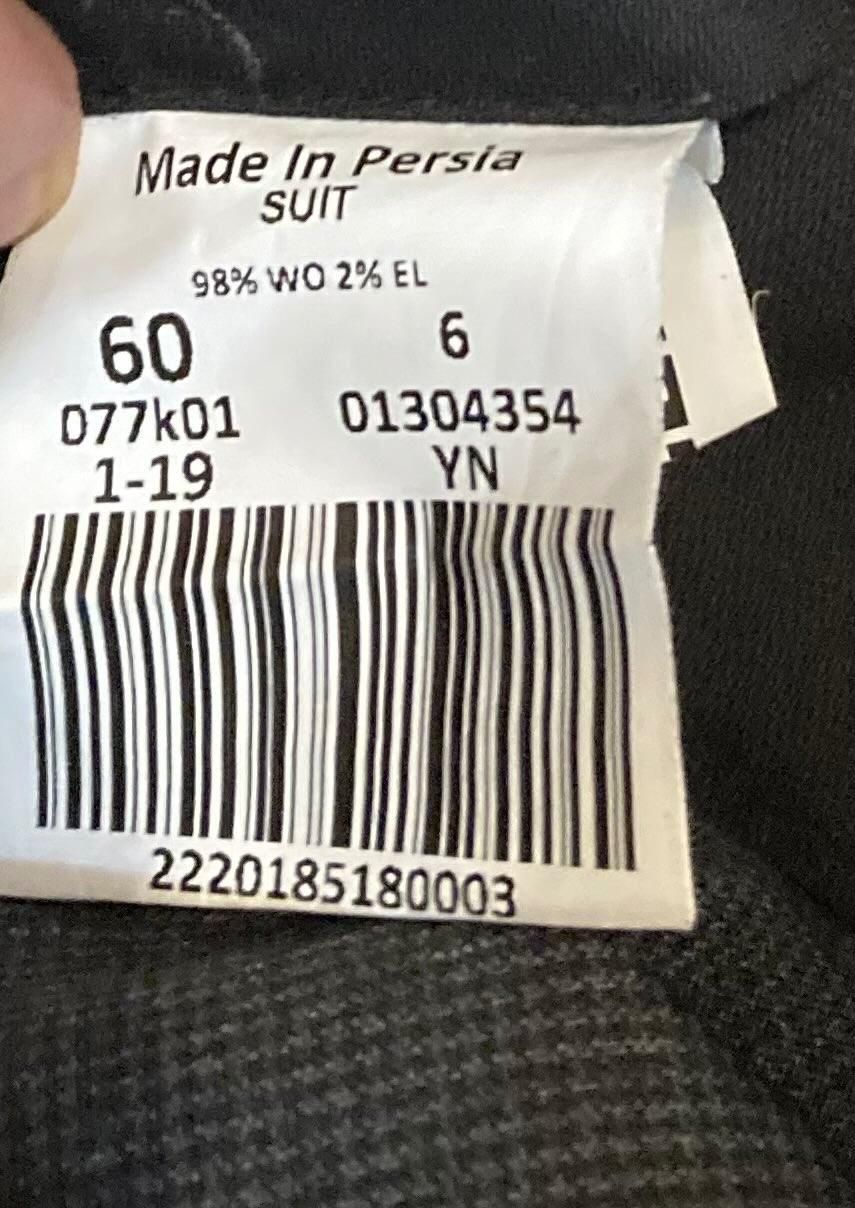 Made In Persia
SUIT
98% WO 2% EL
60 6
077k01 01304354
1-19 YN
2220185180003